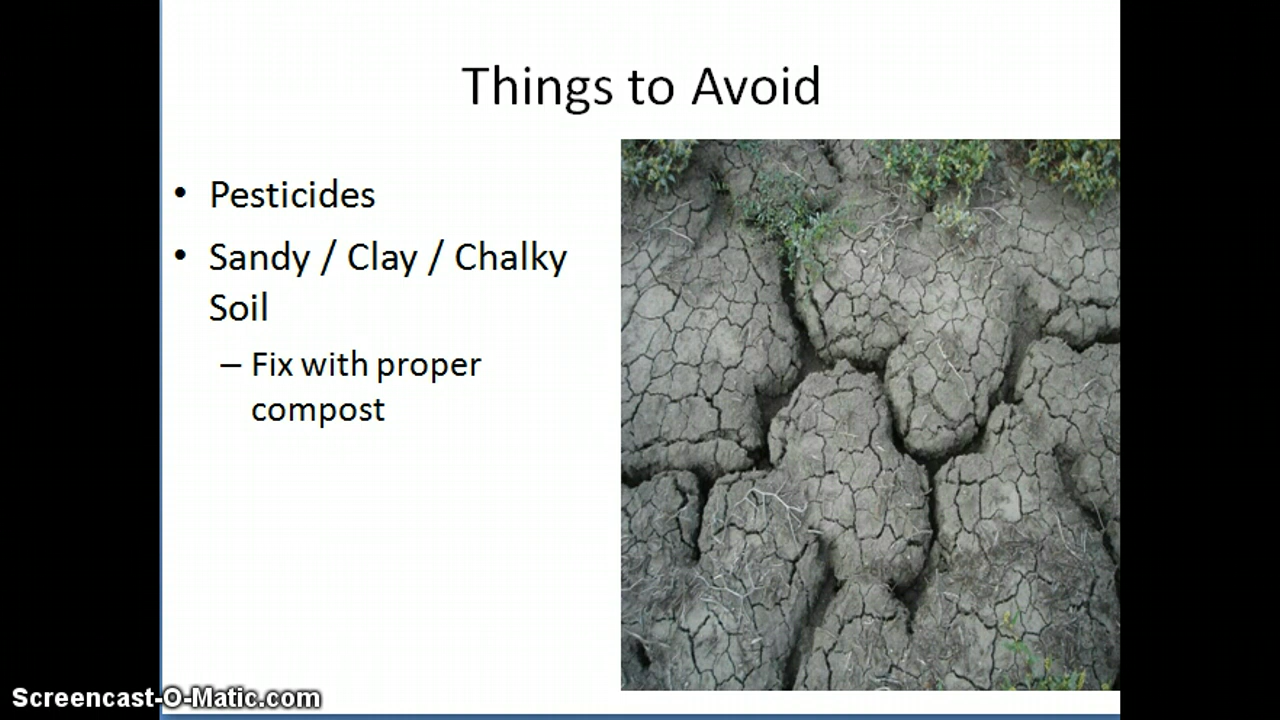 Things to Avoid
• Pesticides
• Sandy / Clay / Chalky
Soil
– Fix with proper
compost
Screencast-O-Matic.com